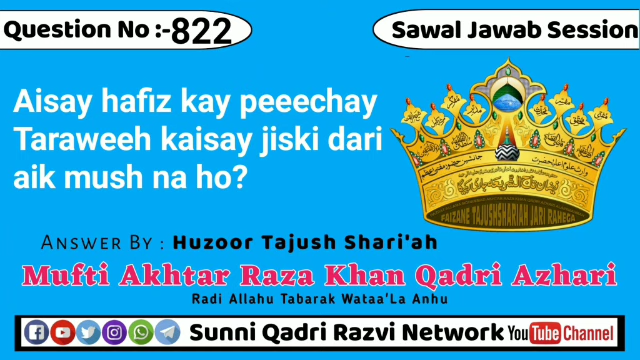 Question No :-822
Sawal Jawab Session
Aisay hafiz kay peeechay
Taraweeh kaisay jiski dari
aik mush na ho?
FAIZANE TAJUSHSHARIAH JARI RAHEGA
Answer By : Huzoor Tajush Shari'ah
Mufti Akhtar Raza Khan Qadri Azhari
Radi Allahu Tabarak Wataa'La Anhu
Sunni Qadri Razvi Network YouTube Channel